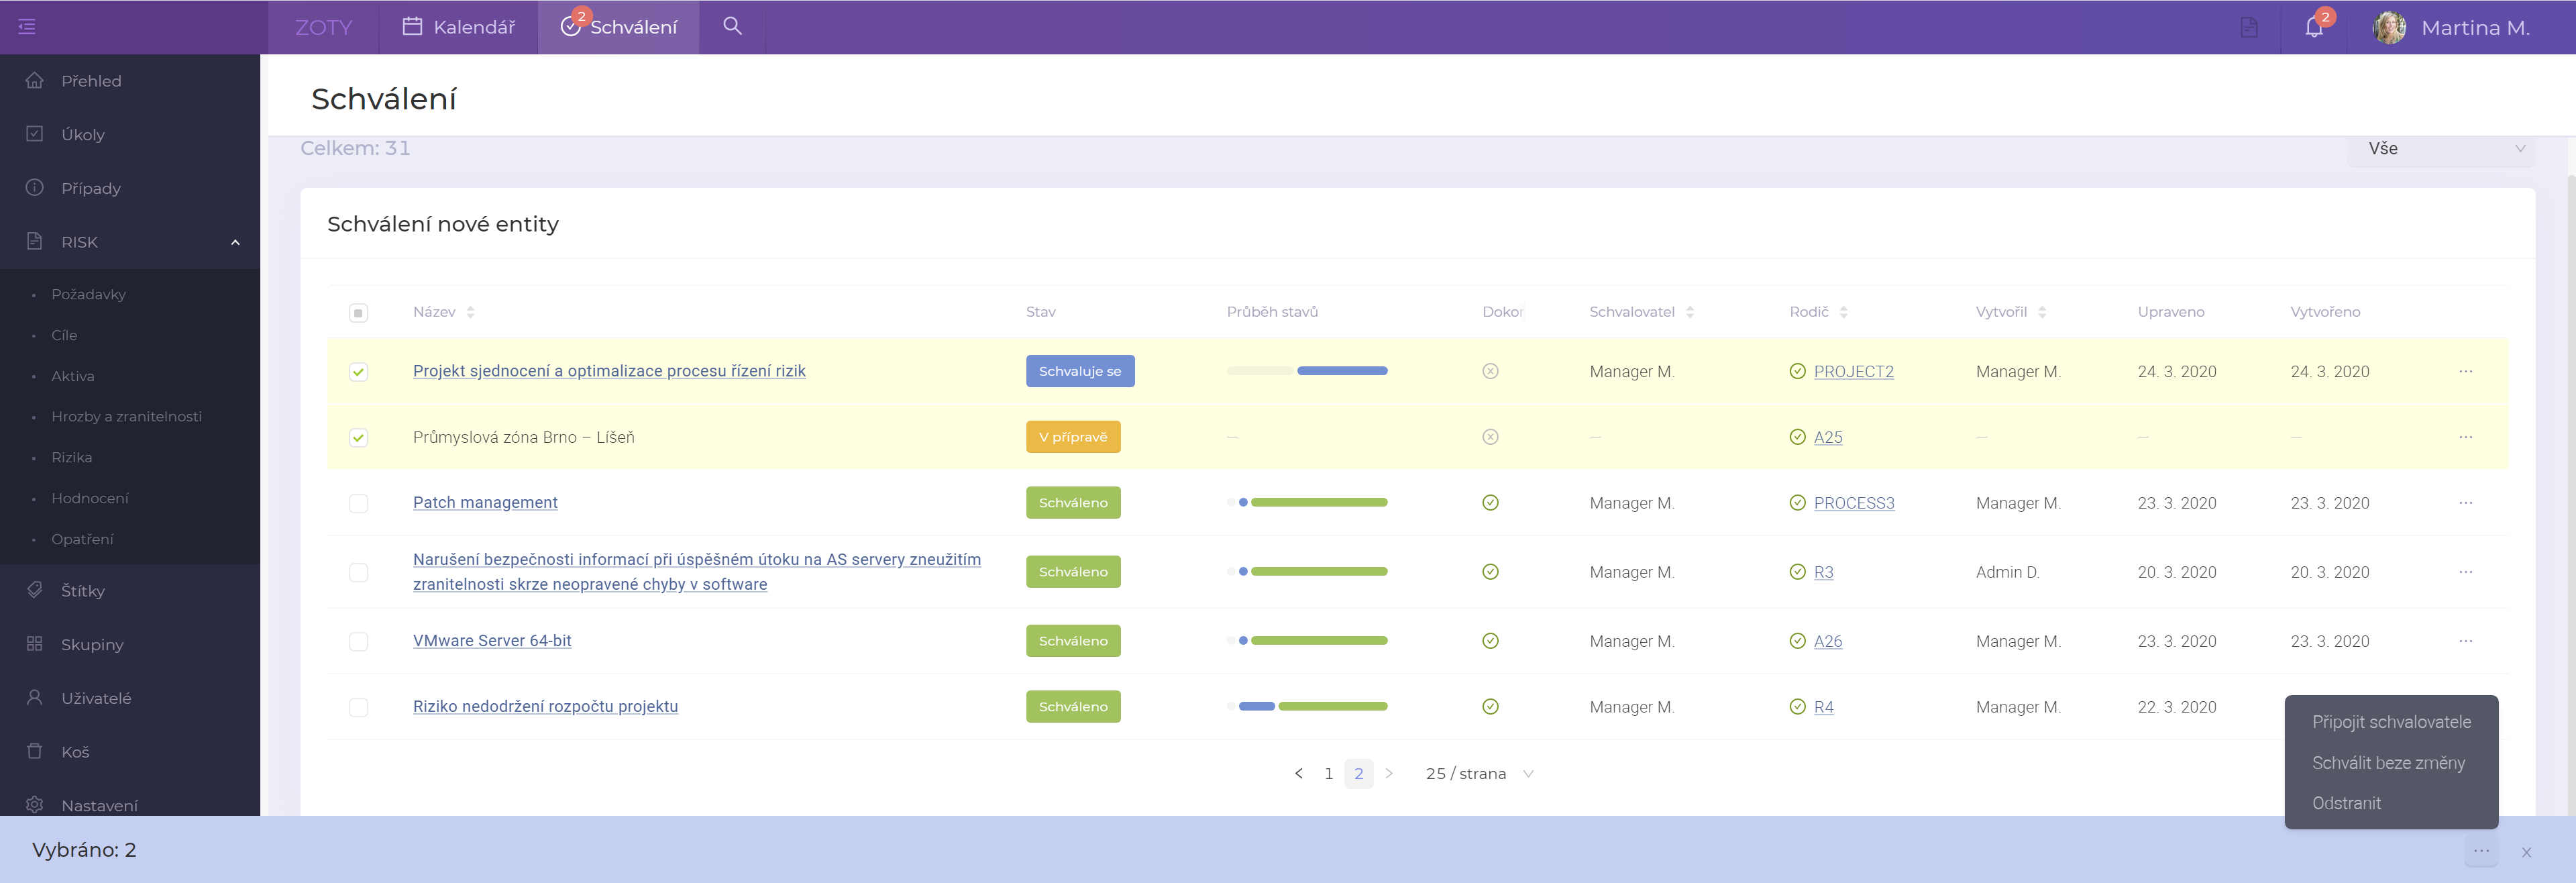 ZOTY
Kalendář
2
Schválení
2
Martina M.
Přehled
Úkoly
Případy
RISK
Požadavky
Cíle
Aktiva
Hrozby a zranitelnosti
Rizika
Hodnocení
Opatření
Štítky
Skupiny
Uživatelé
Koš
Nastavení
Schválení
Celkem: 31
Vše
Schválení nové entity
Název Stav Průběh stavů Dokor Schvalovatel Rodič Vytvořil Upraveno Vytvořeno
Projekt sjednocení a optimalizace procesu řízení rizik Schvaluje se Manager M. PROJECT2 Manager M. 24. 3. 2020 24. 3. 2020 ···
Průmyslová zóna Brno – Líšeň V přípravě — — A25 — — — ···
Patch management Schváleno Manager M. PROCESS3 Manager M. 23. 3. 2020 23. 3. 2020 ···
Narušení bezpečnosti informací při úspěšném útoku na AS servery zneužitím
zranitelnosti skrze neopravené chyby v software
Schváleno Manager M. R3 Admin D. 20. 3. 2020 20. 3. 2020 ···
VMware Server 64-bit Schváleno Manager M. A26 Manager M. 23. 3. 2020 23. 3. 2020 ···
Riziko nedodržení rozpočtu projektu Schváleno Manager M. R4 Manager M. 22. 3. 2020
< 1 2 > 25 / strana
Připojit schvalovatele
Schválit beze změny
Odstranit
Vybráno: 2 ··· x